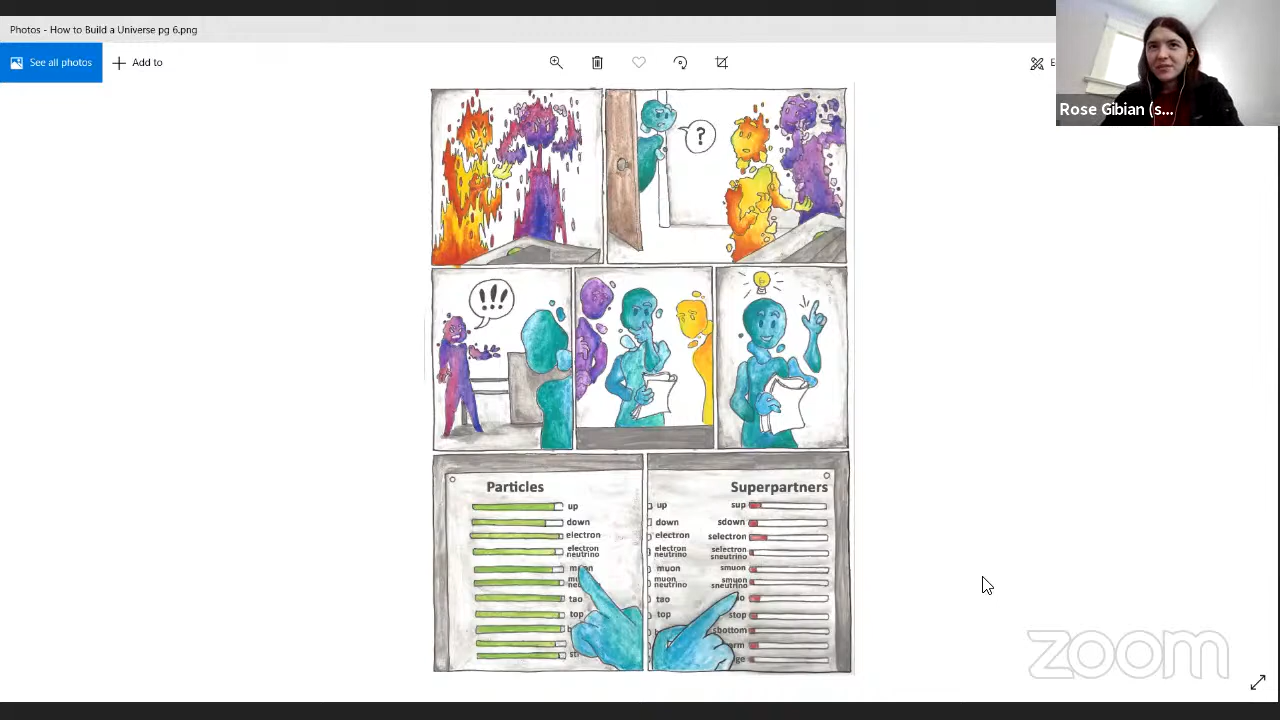 Photos - How to Build a Universe pg 6.png
See all photos
Add to
Rose Gibian (s...
?
!!!
Particles
up
down
electron
electron
neutrino
muon
tao
top
Superpartners
up
sup
down
sdown
electron
selectron
electron
neutrino
selectron
sneutrino
muon
smuon
muon
neutrino
smuon
sneutrino
tao
top
stop
sbottom
zoom